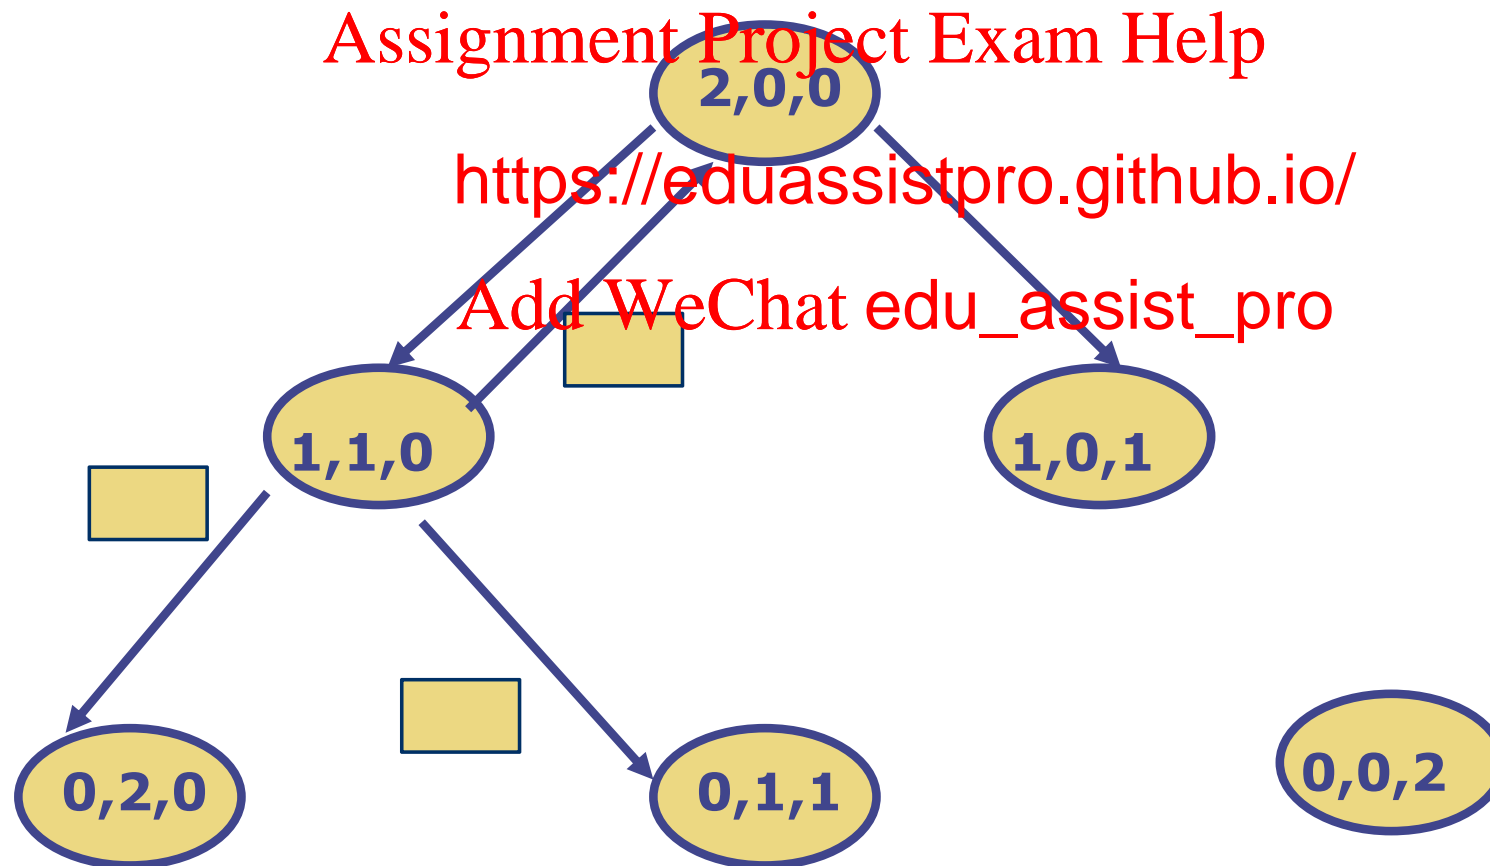 Assignment Project Exam Help
2,0,0
https://eduassistpro.github.io/
Add WeChat edu_assist_pro
1,1,0
1,0,1
0,2,0
0,1,1
0,0,2